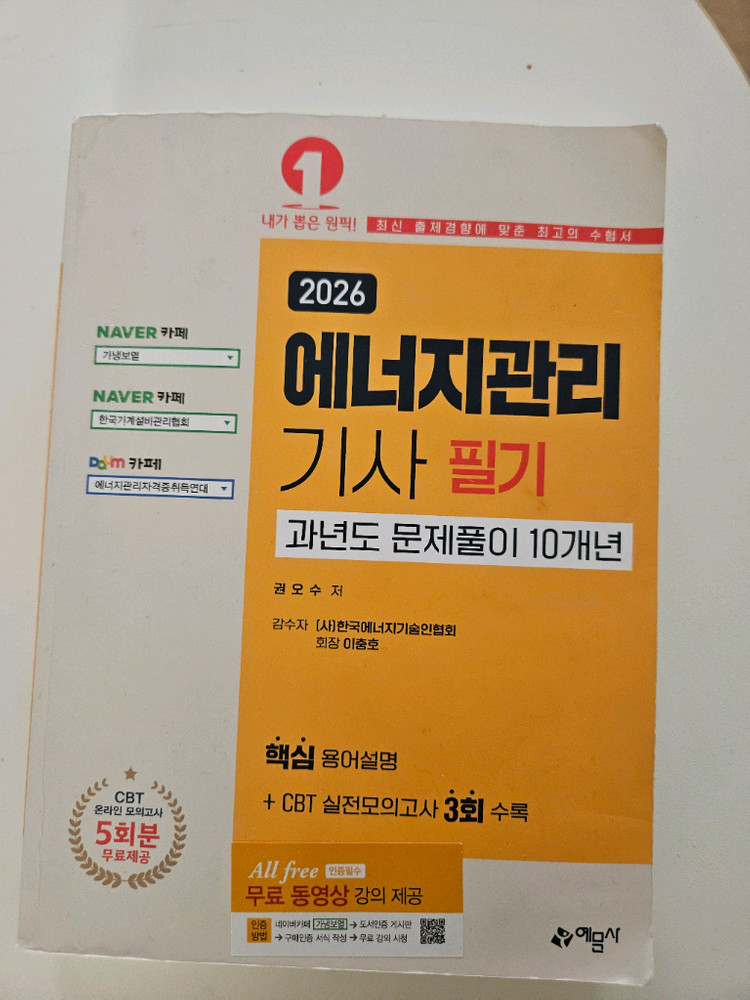 1
내가 뽑은 원픽!
최신 출제경향에 맞춘 최고의 수험서
2026
에너지관리
기사 필기
과년도 문제풀이 10개년
권오수 저
감수자 (사)한국에너지기술인협회
회장 이충호
NAVER 카페
가냉보열
NAVER 카페
한국기계설비관리협회
Daum 카페
에너지관리자격증취득연대
핵심 용어설명
+ CBT 실전모의고사 3회 수록
CBT
온라인 모의고사
5회분
무료제공
All free 인증필수
무료 동영상 강의 제공
인증 방법
네이버카페 가냉보열 → 도서인증 게시판
→ 구매인증 서식 작성 → 무료 강의 시청
예문사